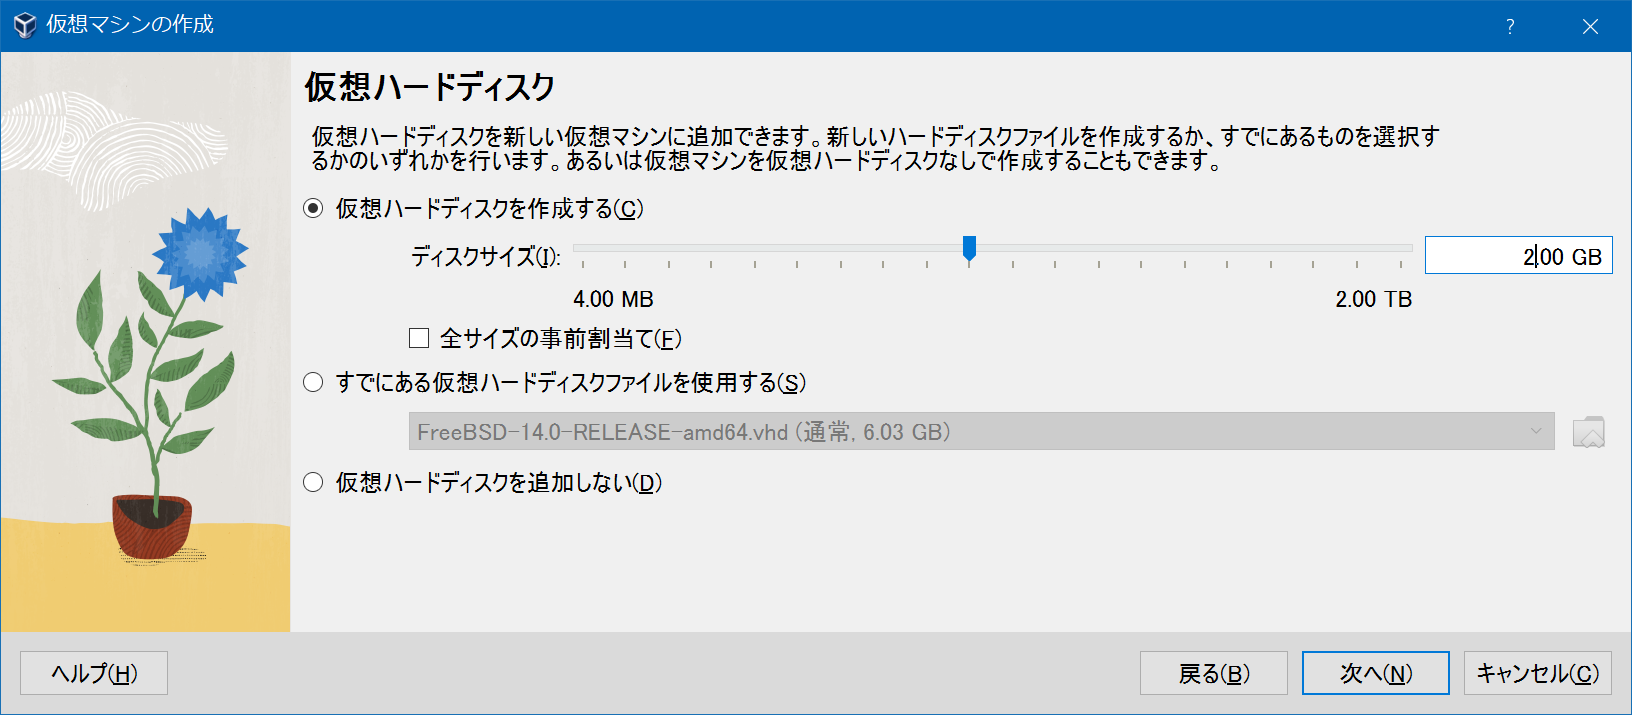 仮想マシンの作成
?
仮想ハードディスク
仮想ハードディスクを新しい仮想マシンに追加できます。新しいハードディスクファイルを作成するか、すでにあるものを選択す
るかのいずれかを行います。あるいは仮想マシンを仮想ハードディスクなしで作成することもできます。
仮想ハードディスクを作成する(C)
ディスクサイズ(I):
2.00 GB
4.00 MB
2.00 TB
全サイズの事前割当て(F)
すでにある仮想ハードディスクファイルを使用する(S)
FreeBSD-14.0-RELEASE-amd64.vhd (通常, 6.03 GB)
仮想ハードディスクを追加しない(D)
ヘルプ(H)
戻る(B)
次へ(N)
キャンセル(C)